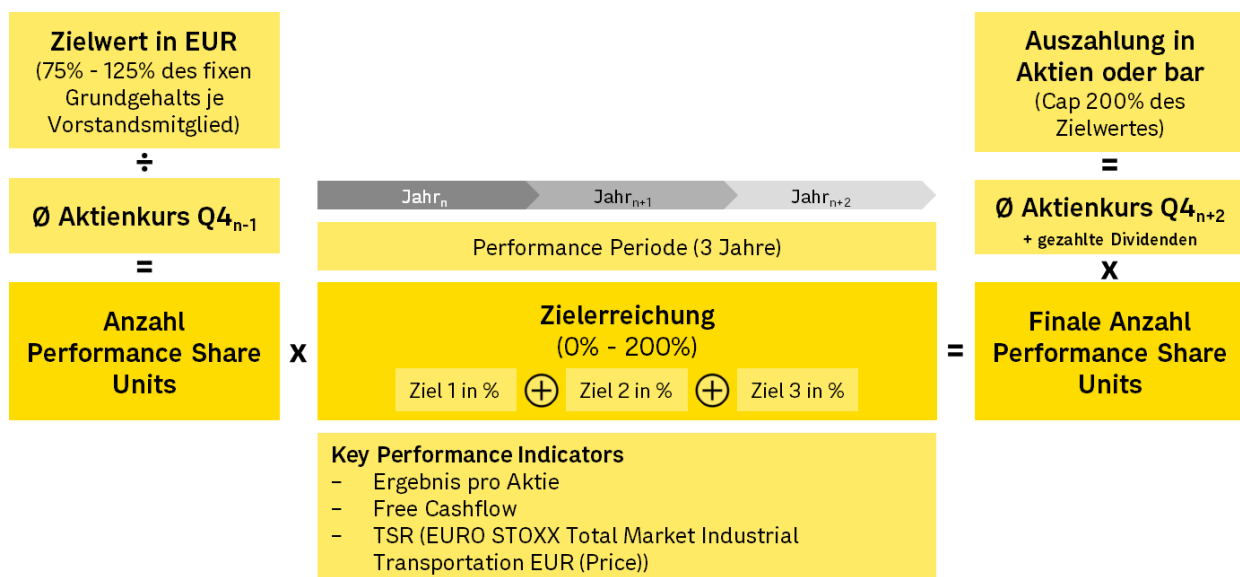 Zielwert in EUR
(75% - 125% des fixen
Grundgehalts je
Vorstandsmitglied)
÷
Ø Aktienkurs Q4n-1
=
Anzahl
Performance Share
Units
x
Jahrn
Jahrn+1
Jahrn+2
Performance Periode (3 Jahre)
Zielerreichung
(0% - 200%)
Ziel 1 in % + Ziel 2 in % + Ziel 3 in %
Key Performance Indicators
– Ergebnis pro Aktie
– Free Cashflow
– TSR (EURO STOXX Total Market Industrial
Transportation EUR (Price))
=
Auszahlung in
Aktien oder bar
(Cap 200% des
Zielwertes)
=
Ø Aktienkurs Q4n+2
+ gezahlte Dividenden
x
Finale Anzahl
Performance Share
Units